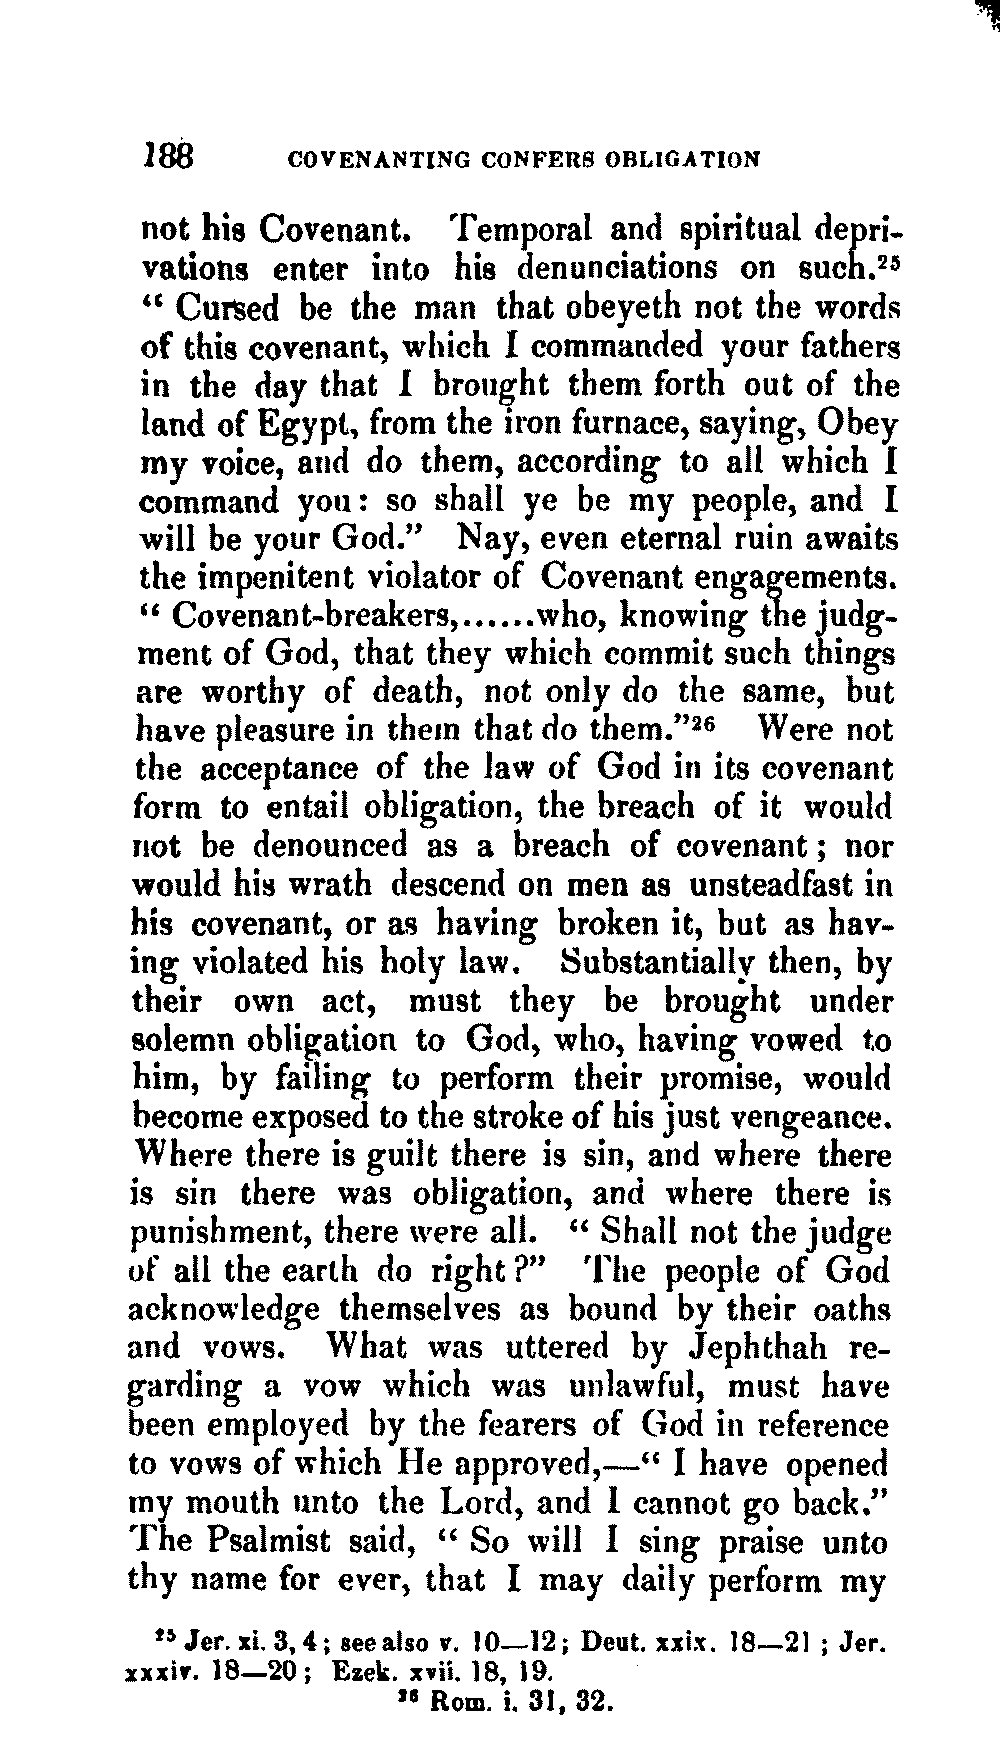 188 COVENANTING CONFERS OBLIGATION
not his Covenant. Temporal and spiritual depri-
vations enter into his denunciations on such.²⁵
“ Cursed be the man that obeyeth not the words
of this covenant, which I commanded your fathers
in the day that I brought them forth out of the
land of Egypt, from the iron furnace, saying, Obey
my voice, and do them, according to all which I
command you: so shall ye be my people, and I
will be your God.” Nay, even eternal ruin awaits
the impenitent violator of Covenant engagements.
“ Covenant-breakers,......who, knowing the judg-
ment of God, that they which commit such things
are worthy of death, not only do the same, but
have pleasure in them that do them.”²⁶ Were not
the acceptance of the law of God in its covenant
form to entail obligation, the breach of it would
not be denounced as a breach of covenant ; nor
would his wrath descend on men as unsteadfast in
his covenant, or as having broken it, but as hav-
ing violated his holy law. Substantially then, by
their own act, must they be brought under
solemn obligation to God, who, having vowed to
him, by failing to perform their promise, would
become exposed to the stroke of his just vengeance.
Where there is guilt there is sin, and where there
is sin there was obligation, and where there is
punishment, there were all. “ Shall not the judge
of all the earth do right ?” The people of God
acknowledge themselves as bound by their oaths
and vows. What was uttered by Jephthah re-
garding a vow which was unlawful, must have
been employed by the fearers of God in reference
to vows of which He approved,—“ I have opened
my mouth unto the Lord, and I cannot go back.”
The Psalmist said, “ So will I sing praise unto
thy name for ever, that I may daily perform my
²⁵ Jer. xi. 3, 4 ; see also v. 10—12 ; Deut. xxix. 18—21 ; Jer.
xxxiv. 18—20 ; Ezek. xvii. 18, 19.
²⁶ Rom. i. 31, 32.